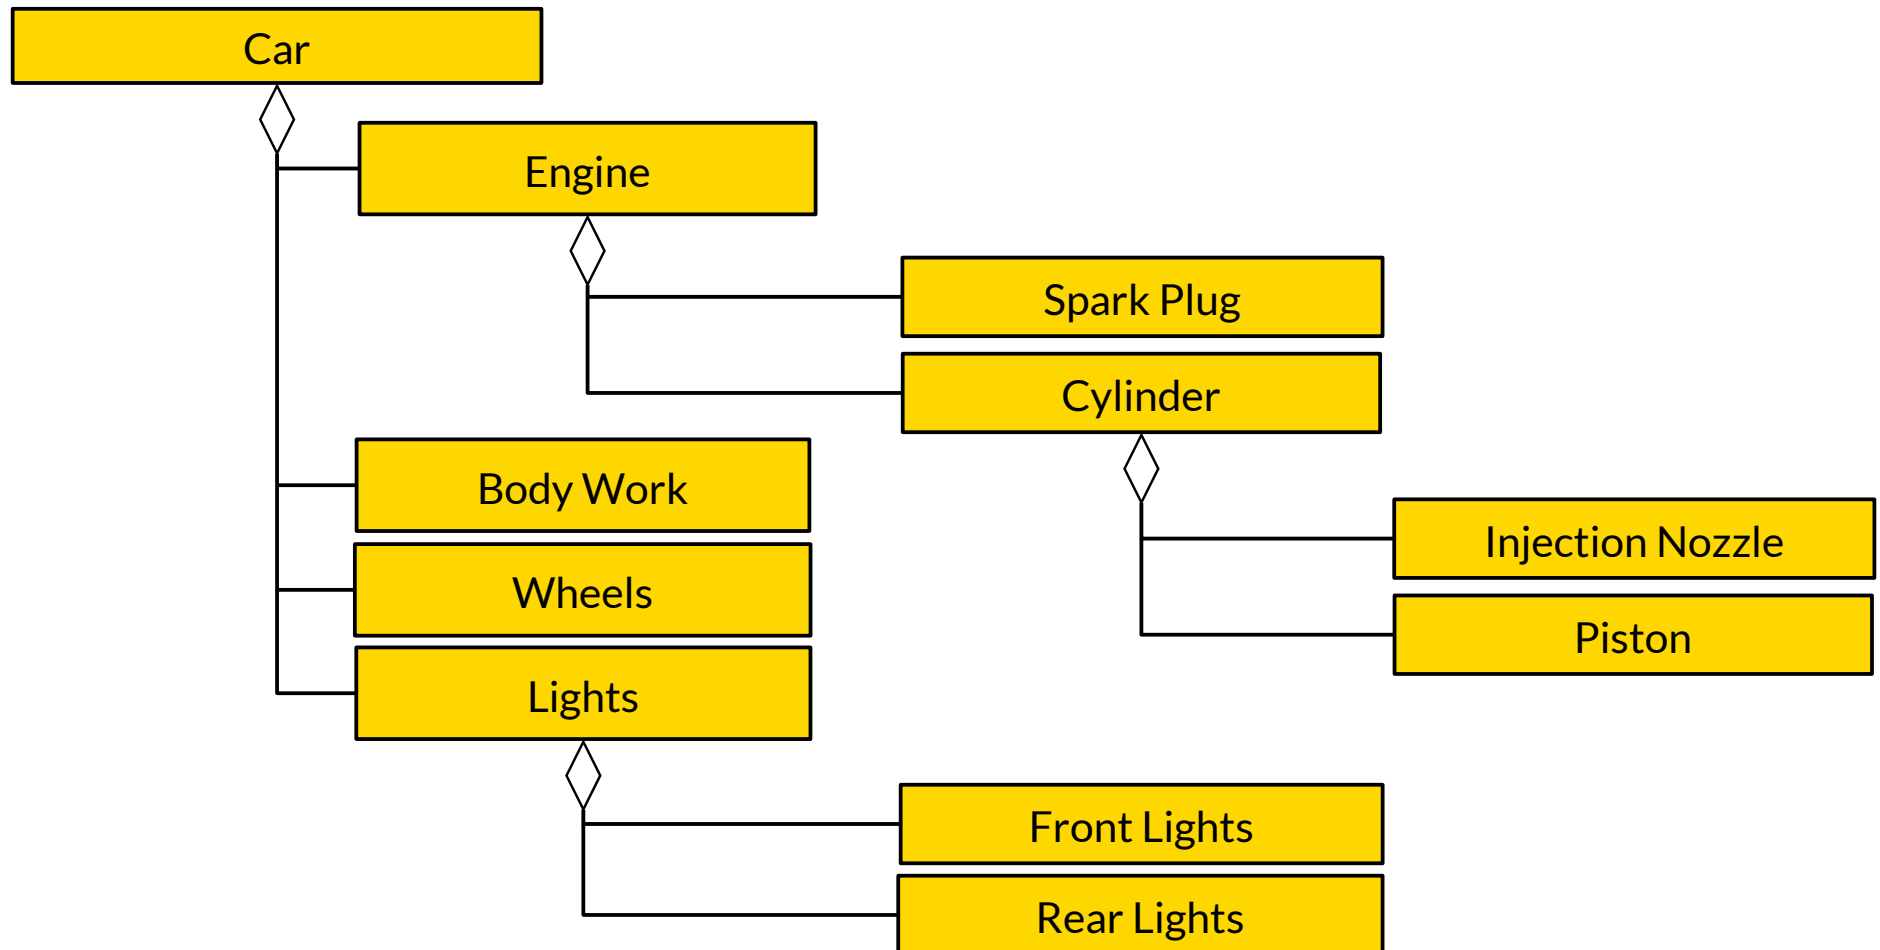 Car
Engine
Spark Plug
Cylinder
Body Work
Injection Nozzle
Wheels
Piston
Lights
Front Lights
Rear Lights